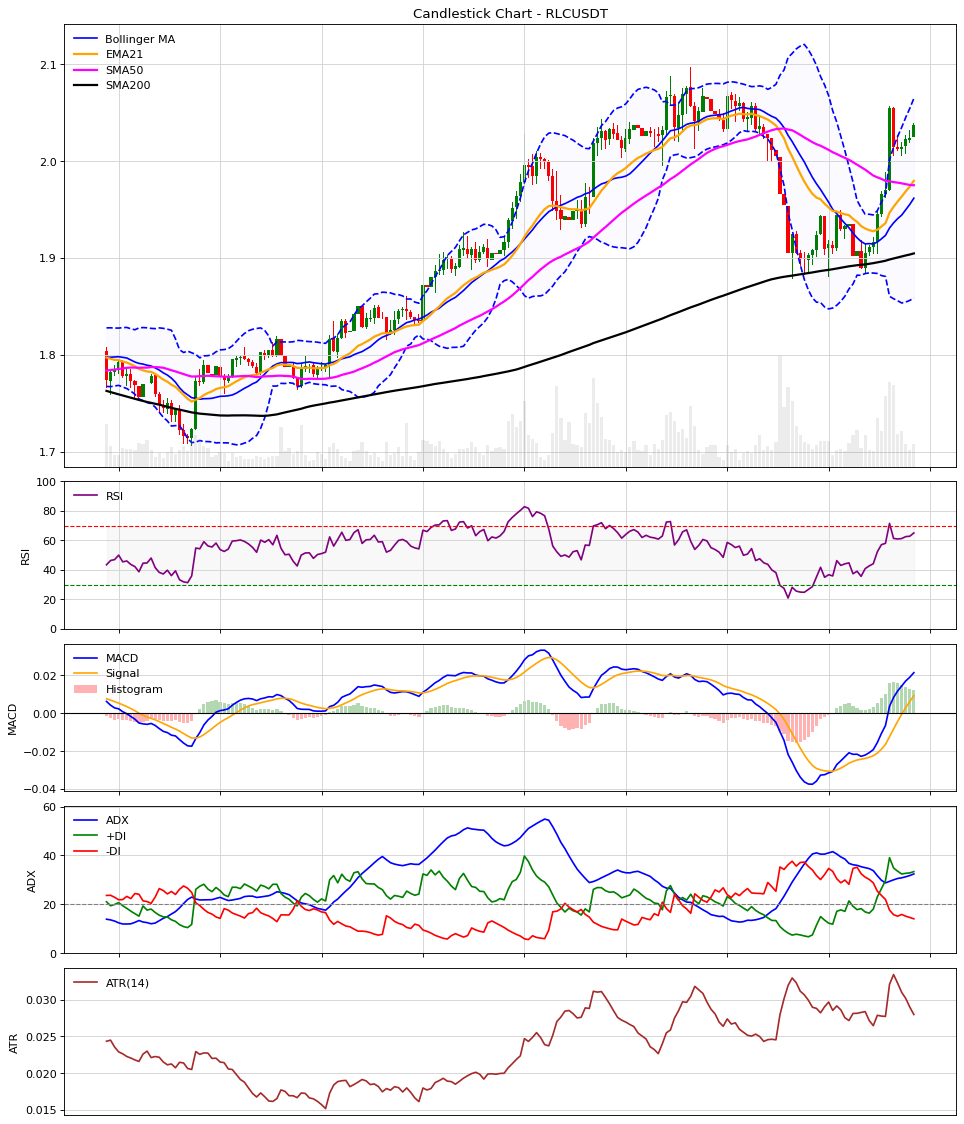 Candlestick Chart - RLCUSDT
Bollinger MA
EMA21
SMA50
SMA200
2.1
2.0
1.9
1.8
1.7
RSI
RSI
100
80
60
40
20
0
MACD
Signal
Histogram
MACD
0.02
0.00
−0.02
−0.04
ADX
+DI
-DI
ADX
60
40
20
0
ATR(14)
ATR
0.030
0.025
0.020
0.015